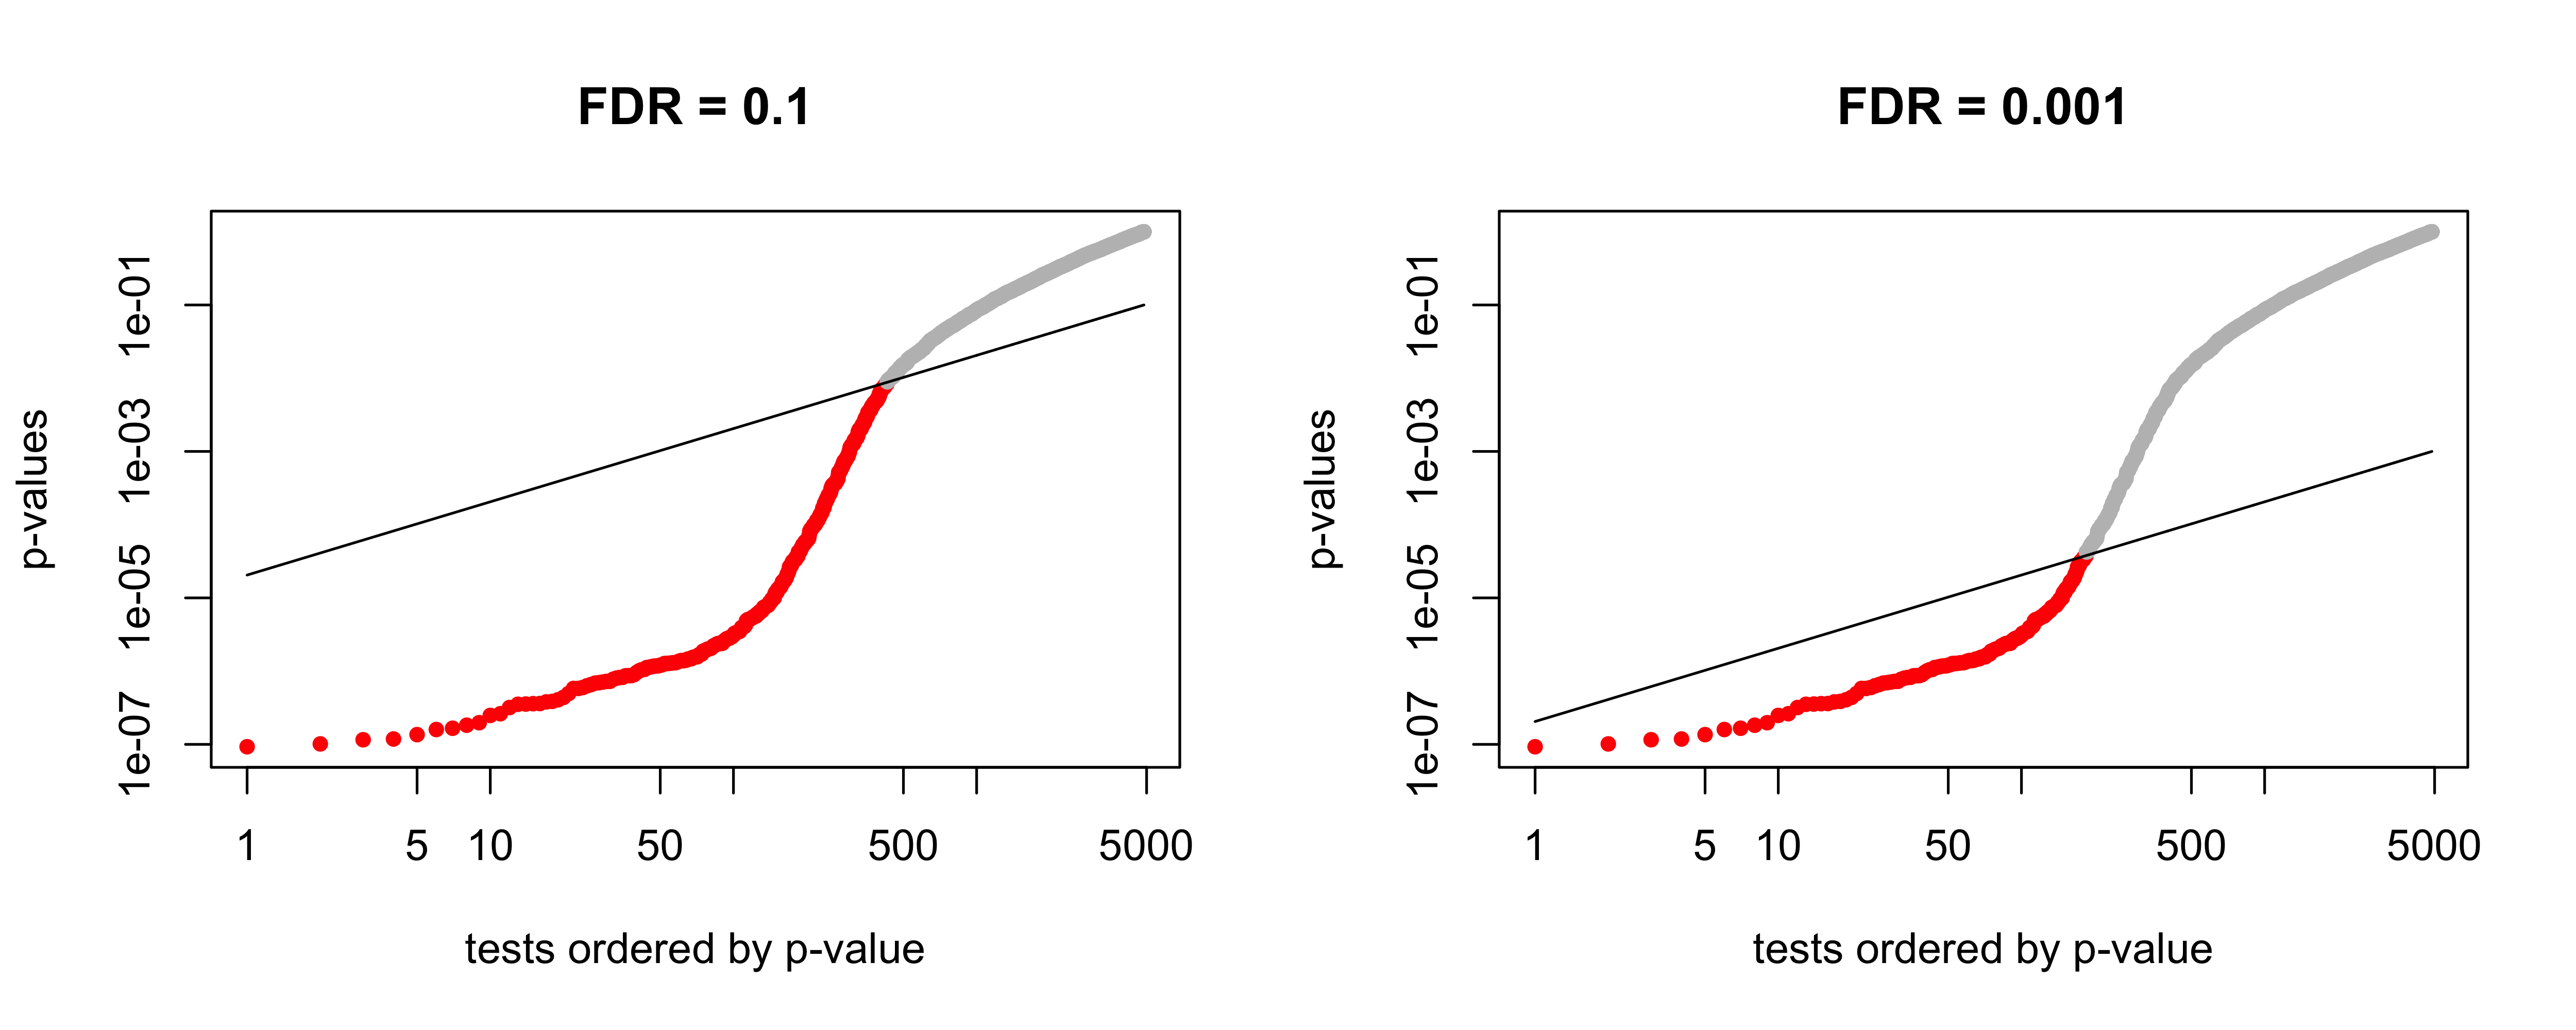 FDR = 0.1
p-values
1e-01
1e-03
1e-05
1e-07
1 5 10 50 500 5000
tests ordered by p-value
FDR = 0.001
p-values
1e-01
1e-03
1e-05
1e-07
1 5 10 50 500 5000
tests ordered by p-value